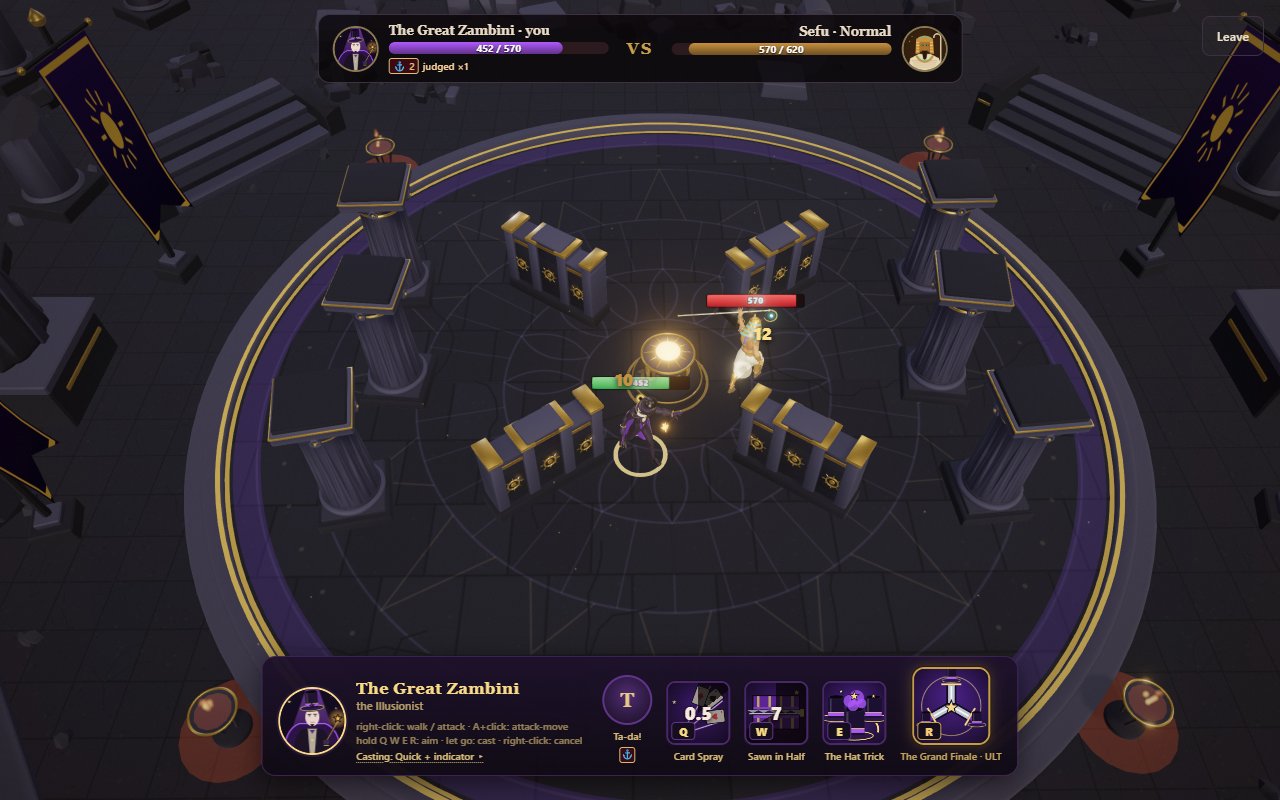 The Great Zambini · you
452 / 570
⚓ 2 judged ×1
VS
Sefu · Normal
570 / 620
Leave
570
12
10
452
The Great Zambini
the Illusionist
right-click: walk / attack · A+click: attack-move
hold Q W E R: aim · let go: cast · right-click: cancel
Casting: Quick + indicator ▸
T
Ta-da!
0.5
Q
Card Spray
7
W
Sawn in Half
E
The Hat Trick
R
The Grand Finale · ULT